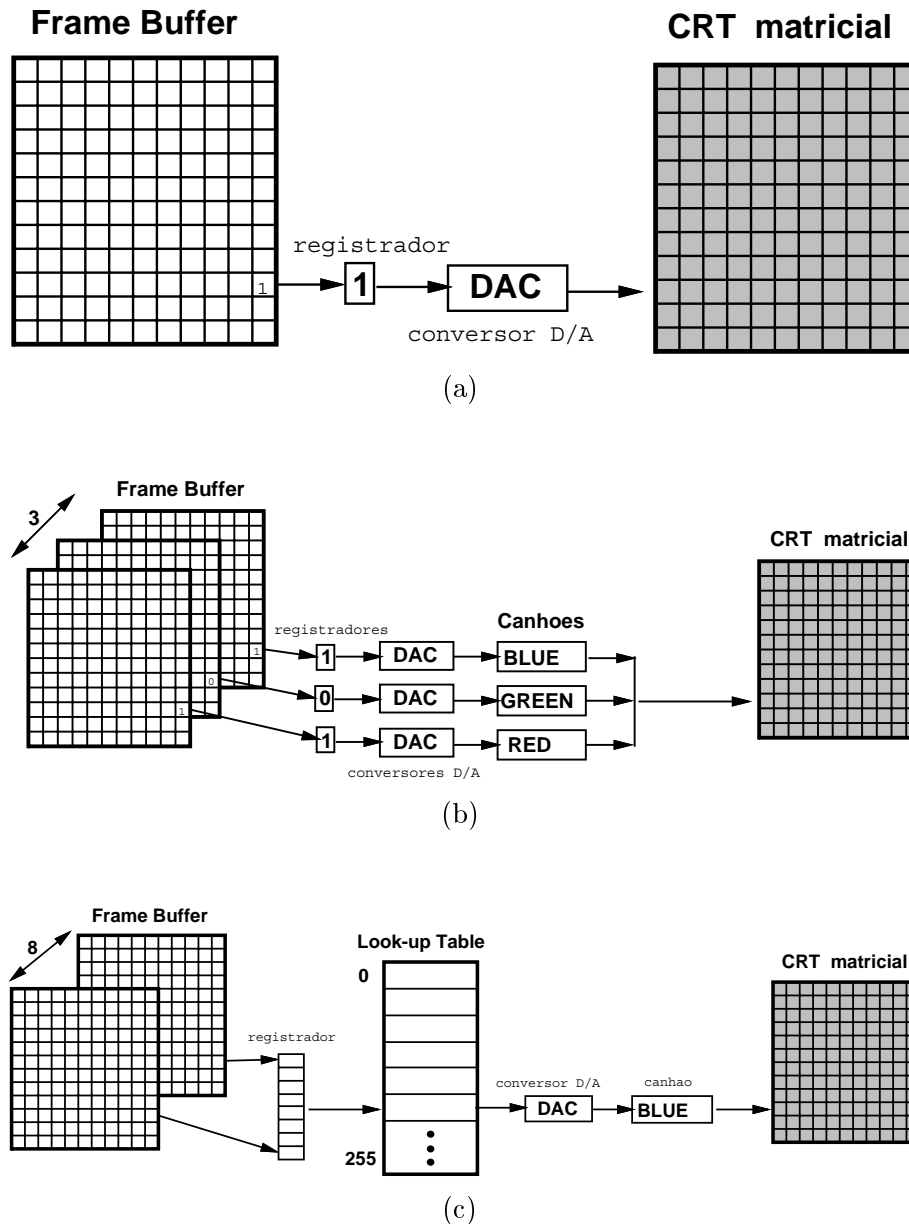 Frame Buffer
CRT matricial
registrador
1
1
DAC
conversor D/A
(a)
Frame Buffer
3
CRT matricial
registradores
Canhoes
1
1
DAC
BLUE
0
0
DAC
GREEN
1
1
DAC
RED
conversores D/A
(b)
Frame Buffer
8
Look-up Table
CRT matricial
0
registrador
conversor D/A
canhao
DAC
BLUE
255
(c)